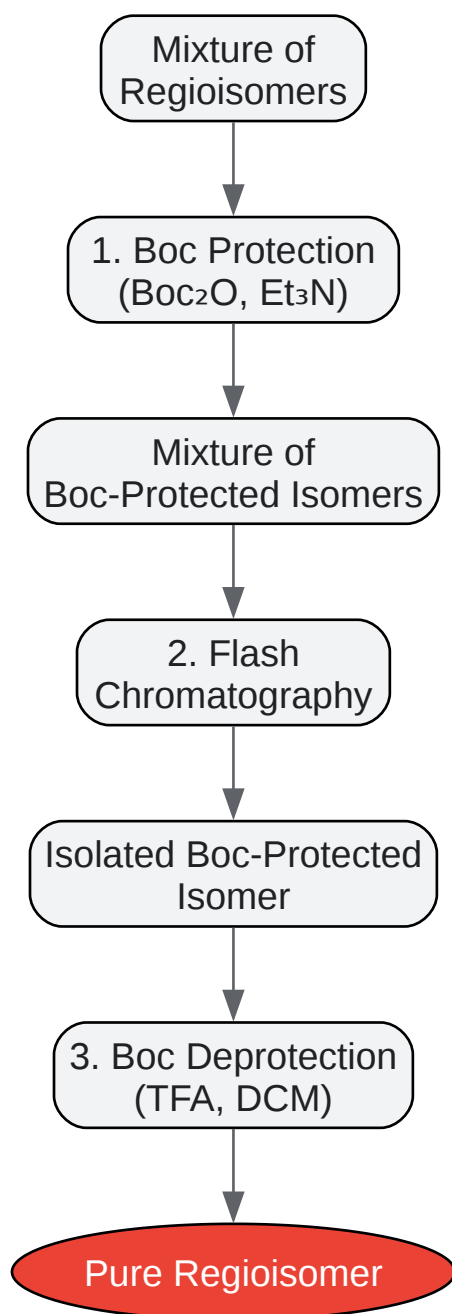 Mixture of
Regioisomers
1. Boc Protection
(Boc₂O, Et₃N)
Mixture of
Boc-Protected Isomers
2. Flash
Chromatography
Isolated Boc-Protected
Isomer
3. Boc Deprotection
(TFA, DCM)
Pure Regioisomer